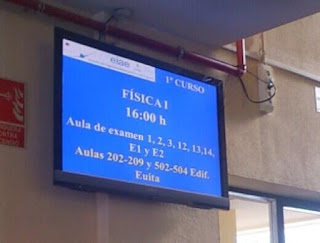 eiae
1º CURSO
FÍSICA I
16:00 h
Aula de examen 1, 2, 3, 12, 13,14,
E1 y E2
Aulas 202-209 y 502-504 Edif.
Euita